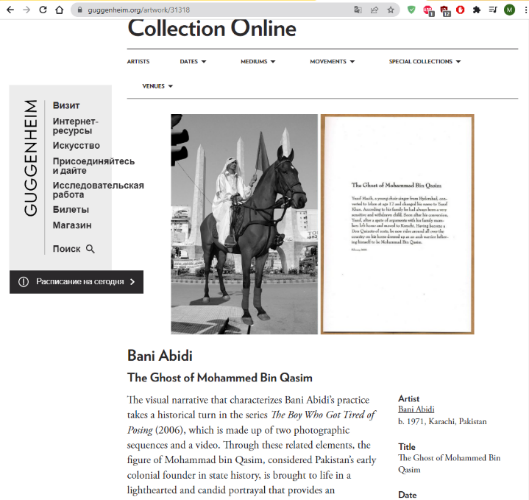 guggenheim.org/artwork/31318
Collection Online
ARTISTS
DATES
MEDIUMS
MOVEMENTS
SPECIAL COLLECTIONS
VENUES
GUGGENHEIM
Визит
Интернет-
ресурсы
Искусство
Присоединяйтесь
и дайте
Исследовательская
работа
Билеты
Магазин
Поиск
Расписание на сегодня
The Ghost of Mohammad Bin Qasim
Bani Abidi
The Ghost of Mohammed Bin Qasim
The visual narrative that characterizes Bani Abidi's practice
takes a historical turn in the series The Boy Who Got Tired of
Posing (2006), which is made up of two photographic
sequences and a video. Through these related elements, the
figure of Mohammad bin Qasim, considered Pakistan's early
colonial founder in state history, is brought to life in a
lighthearted and candid portrayal that provides an
Artist
Bani Abidi
b. 1971, Karachi, Pakistan
Title
The Ghost of Mohammed Bin
Qasim
Date